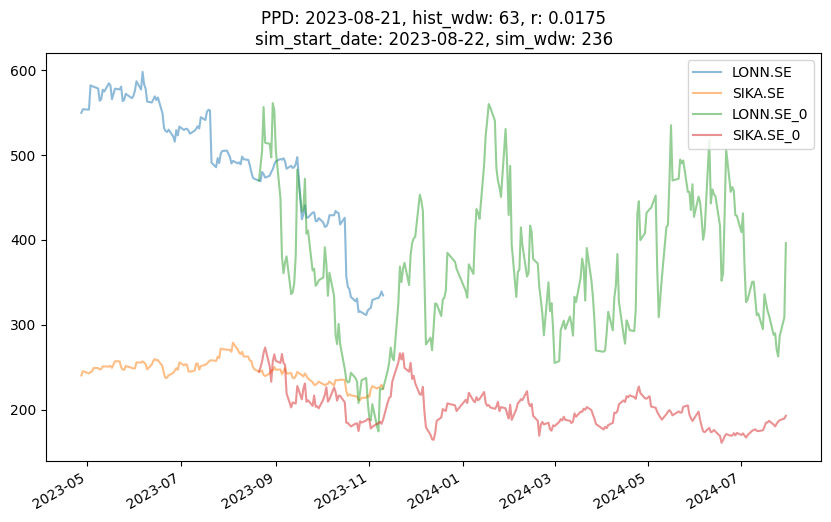 PPD: 2023-08-21, hist_wdw: 63, r: 0.0175
sim_start_date: 2023-08-22, sim_wdw: 236
LONN.SE
SIKA.SE
LONN.SE_0
SIKA.SE_0
600
500
400
300
200
2023-05
2023-07
2023-09
2023-11
2024-01
2024-03
2024-05
2024-07